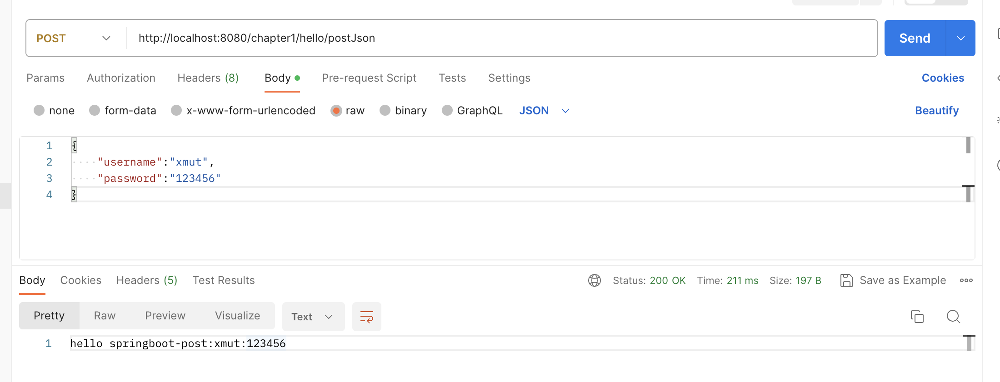 POST http://localhost:8080/chapter1/hello/postJson Send
Params Authorization Headers (8) Body Pre-request Script Tests Settings Cookies
none form-data x-www-form-urlencoded raw binary GraphQL JSON Beautify
1 {
2 "username":"xmut",
3 "password":"123456"
4 }
Body Cookies Headers (5) Test Results Status: 200 OK Time: 211 ms Size: 197 B Save as Example
Pretty Raw Preview Visualize Text
1 hello springboot-post:xmut:123456